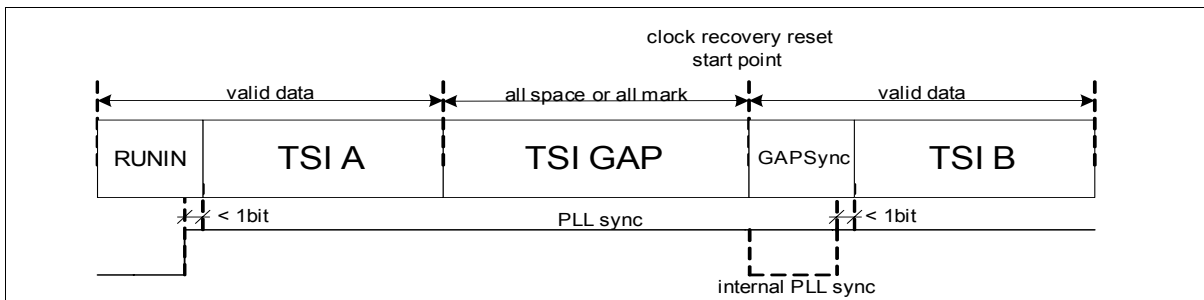 clock recovery reset
start point
valid data
all space or all mark
valid data
RUNIN
TSI A
TSI GAP
GAPSync
TSI B
< 1bit
PLL sync
< 1bit
internal PLL sync